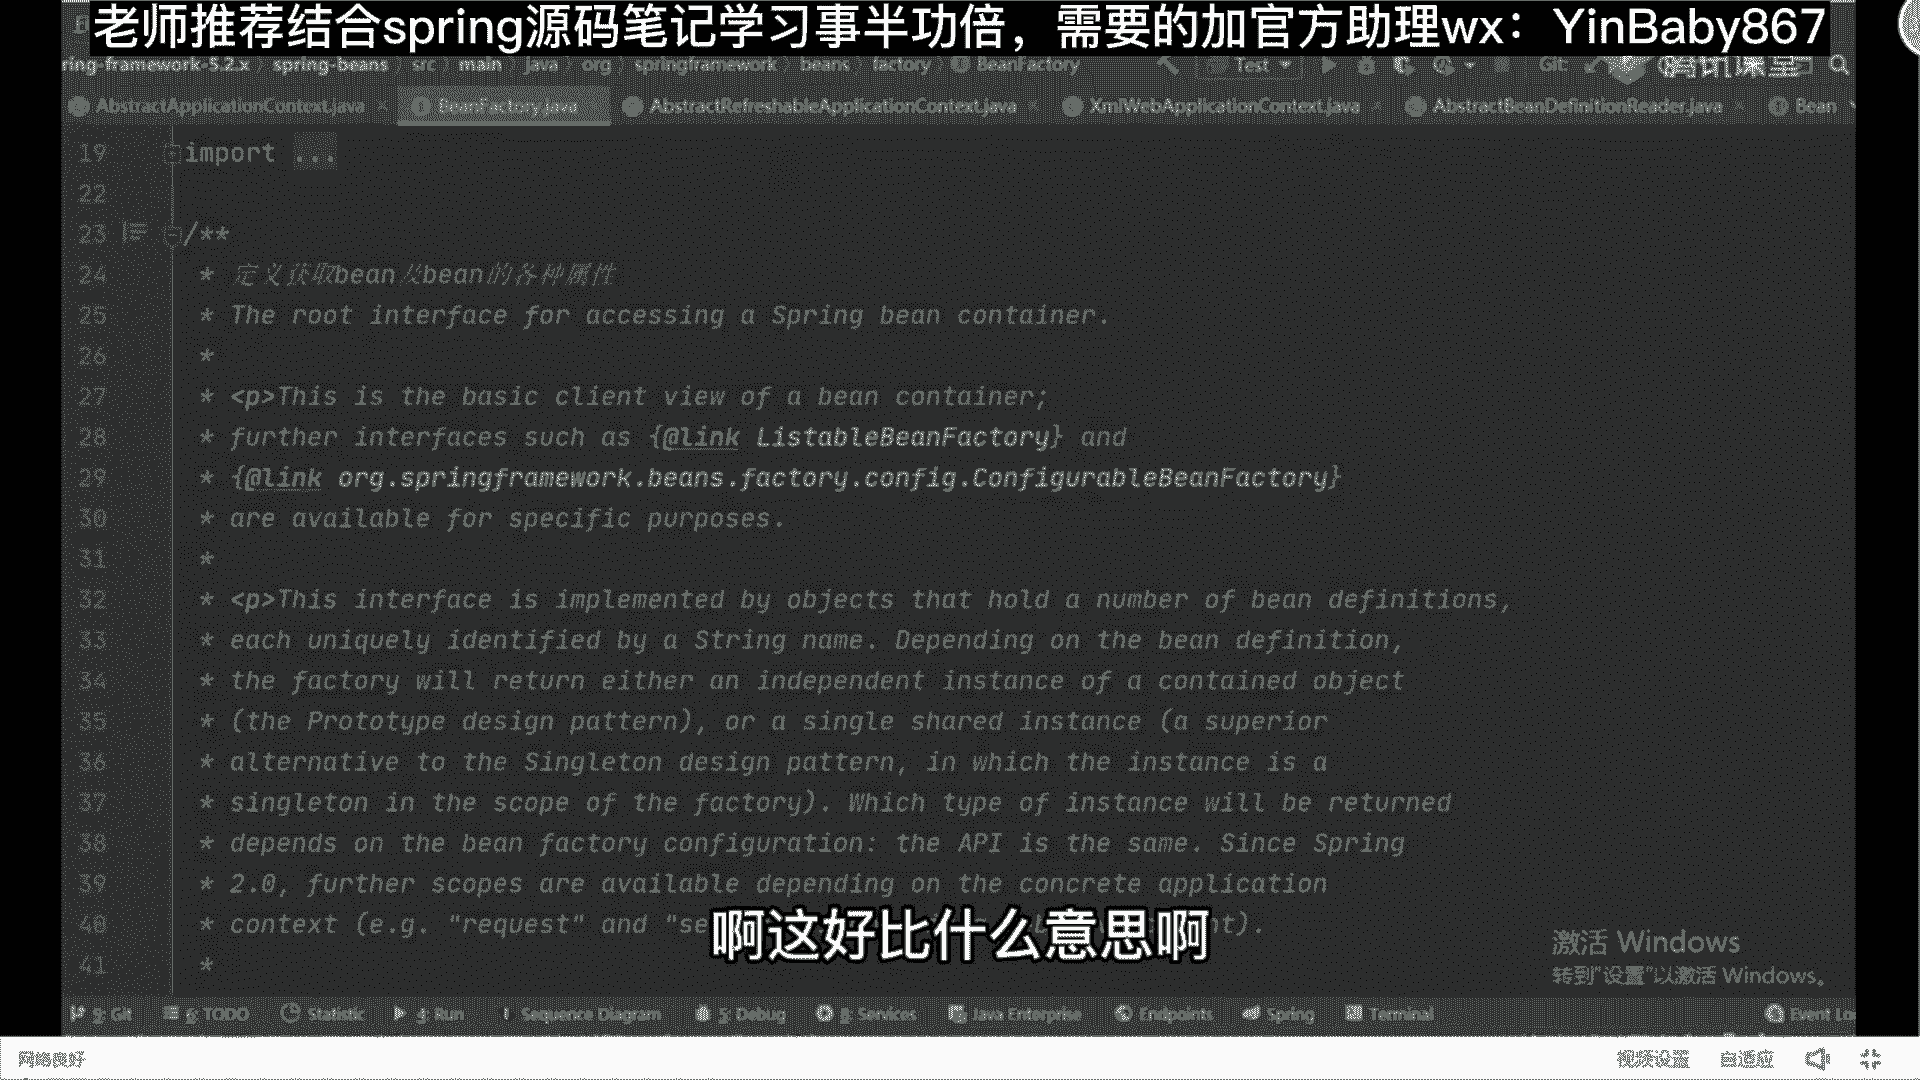 老师推荐结合spring源码笔记学习事半功倍，需要的加官方助理wx：YinBaby867
ring-framework-5.2.x spring-beans src main java org springframework beans factory BeanFactory Test Git: 腾讯课堂
AbstractApplicationContext.java BeanFactory.java AbstractRefreshableApplicationContext.java XmlWebApplicationContext.java AbstractBeanDefinitionReader.java Bean
19 import ...
22
23 /**
24 * 定义获取bean及bean的各种属性
25 * The root interface for accessing a Spring bean container.
26 *
27 * <p>This is the basic client view of a bean container;
28 * further interfaces such as {@link ListableBeanFactory} and
29 * {@link org.springframework.beans.factory.config.ConfigurableBeanFactory}
30 * are available for specific purposes.
31 *
32 * <p>This interface is implemented by objects that hold a number of bean definitions,
33 * each uniquely identified by a String name. Depending on the bean definition,
34 * the factory will return either an independent instance of a contained object
35 * (the Prototype design pattern), or a single shared instance (a superior
36 * alternative to the Singleton design pattern, in which the instance is a
37 * singleton in the scope of the factory). Which type of instance will be returned
38 * depends on the bean factory configuration: the API is the same. Since Spring
39 * 2.0, further scopes are available depending on the concrete application
40 * context (e.g. "request" and "se
啊这好比什么意思啊
41 *
激活 Windows
转到"设置"以激活 Windows。
9: Git 6: TODO Statistic 4: Run Sequence Diagram 5: Debug 8: Services Java Enterprise Endpoints Spring Terminal Event Lo
网络良好 视频设置 自适应